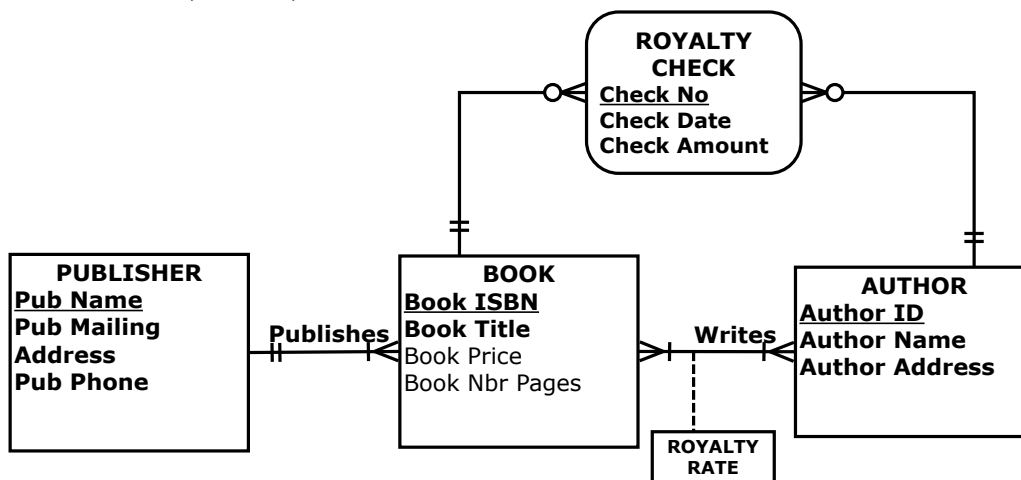 ROYALTY
CHECK
Check No
Check Date
Check Amount
PUBLISHER
Pub Name
Pub Mailing
Address
Pub Phone
Publishes
BOOK
Book ISBN
Book Title
Book Price
Book Nbr Pages
Writes
AUTHOR
Author ID
Author Name
Author Address
ROYALTY
RATE